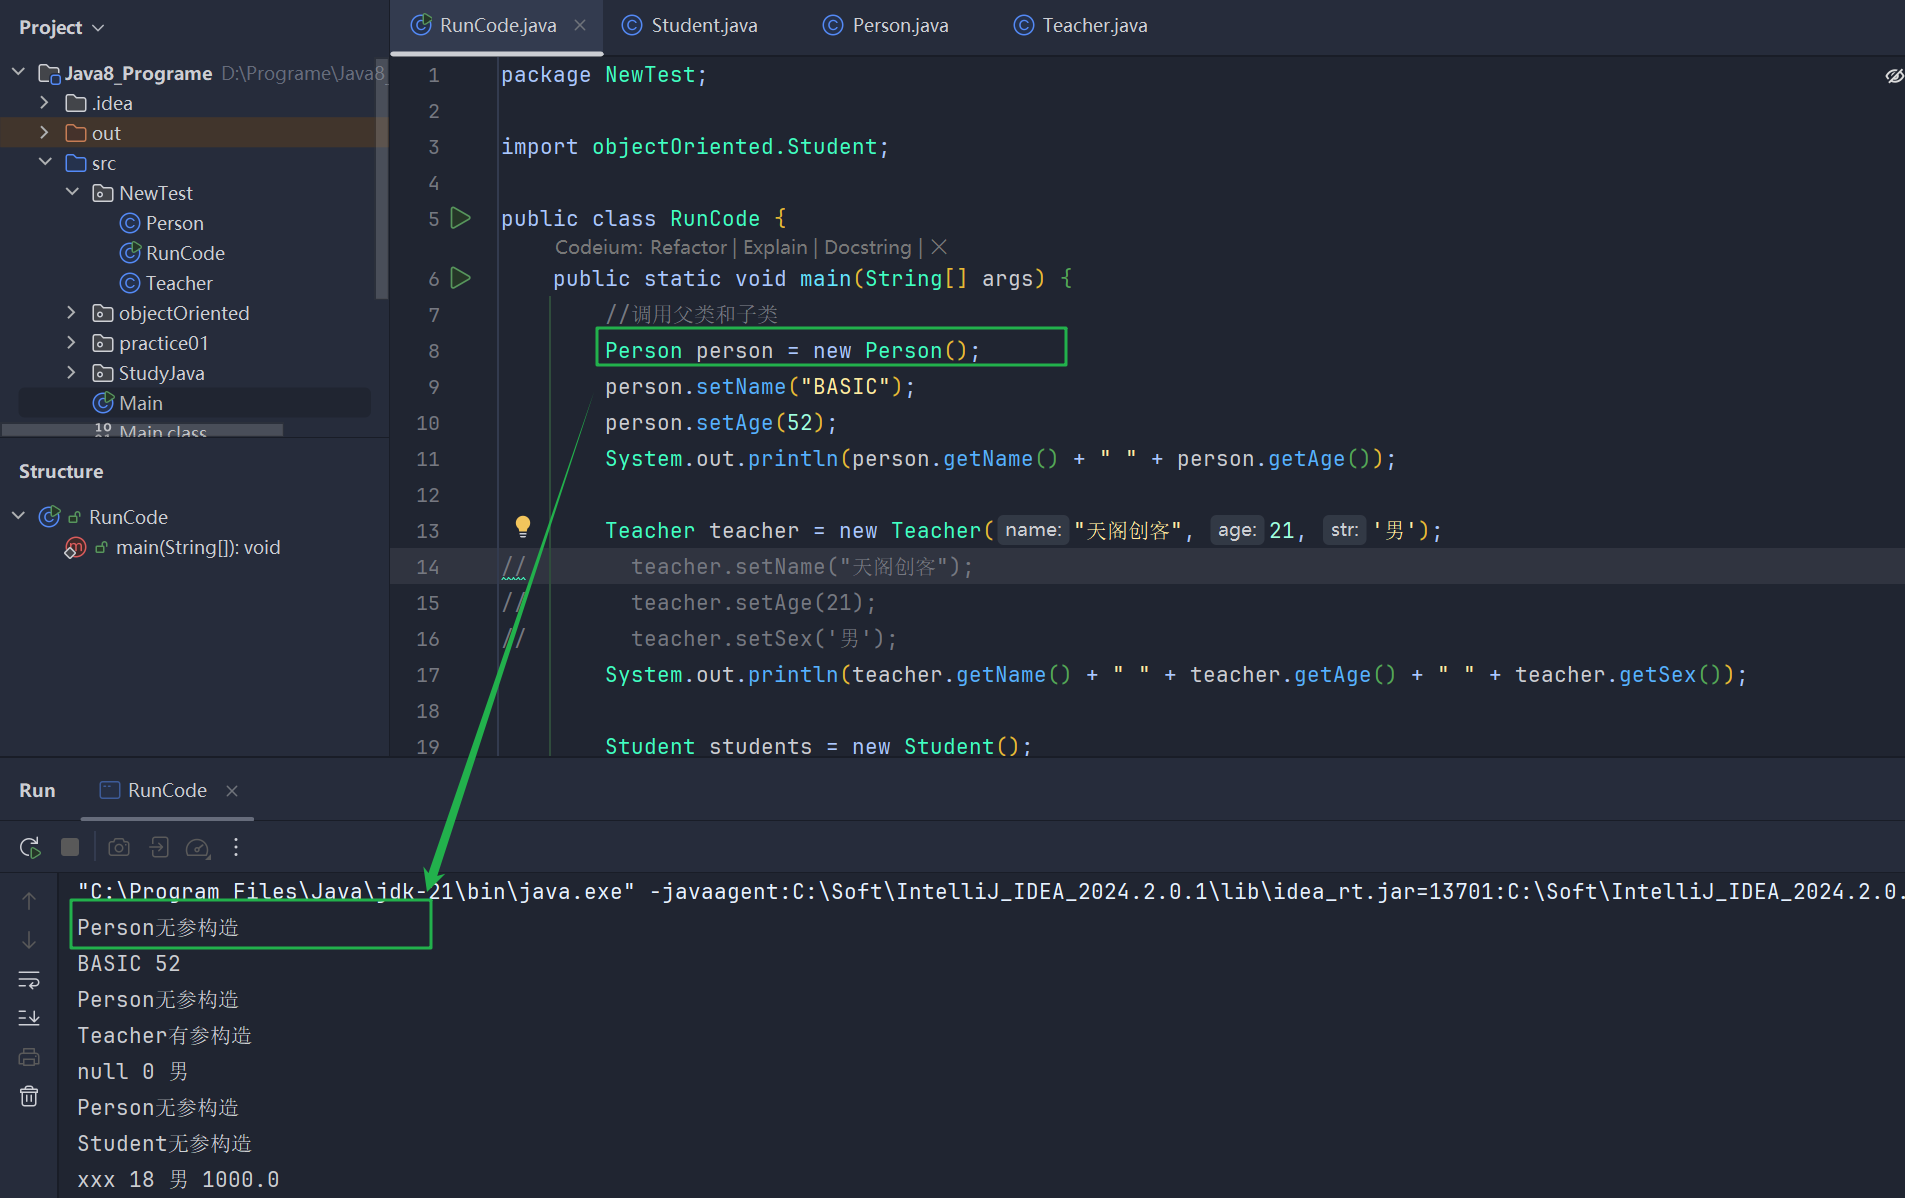 Project
RunCode.java
Student.java
Person.java
Teacher.java
Java8_Programe D:\Programe\Java8_
.idea
out
src
NewTest
Person
RunCode
Teacher
objectOriented
practice01
StudyJava
Main
Main.class
Structure
RunCode
main(String[]): void
1 package NewTest;
2
3 import objectOriented.Student;
4
5 public class RunCode {
Codeium: Refactor | Explain | Docstring | ×
6 public static void main(String[] args) {
7 //调用父类和子类
8 Person person = new Person();
9 person.setName("BASIC");
10 person.setAge(52);
11 System.out.println(person.getName() + " " + person.getAge());
12
13 Teacher teacher = new Teacher( name: "天阁创客", age: 21, str: '男');
14 // teacher.setName("天阁创客");
15 // teacher.setAge(21);
16 // teacher.setSex('男');
17 System.out.println(teacher.getName() + " " + teacher.getAge() + " " + teacher.getSex());
18
19 Student students = new Student();
Run
RunCode
"C:\Program Files\Java\jdk-21\bin\java.exe" -javaagent:C:\Soft\IntelliJ_IDEA_2024.2.0.1\lib\idea_rt.jar=13701:C:\Soft\IntelliJ_IDEA_2024.2.0.
Person无参构造
BASIC 52
Person无参构造
Teacher有参构造
null 0 男
Person无参构造
Student无参构造
xxx 18 男 1000.0